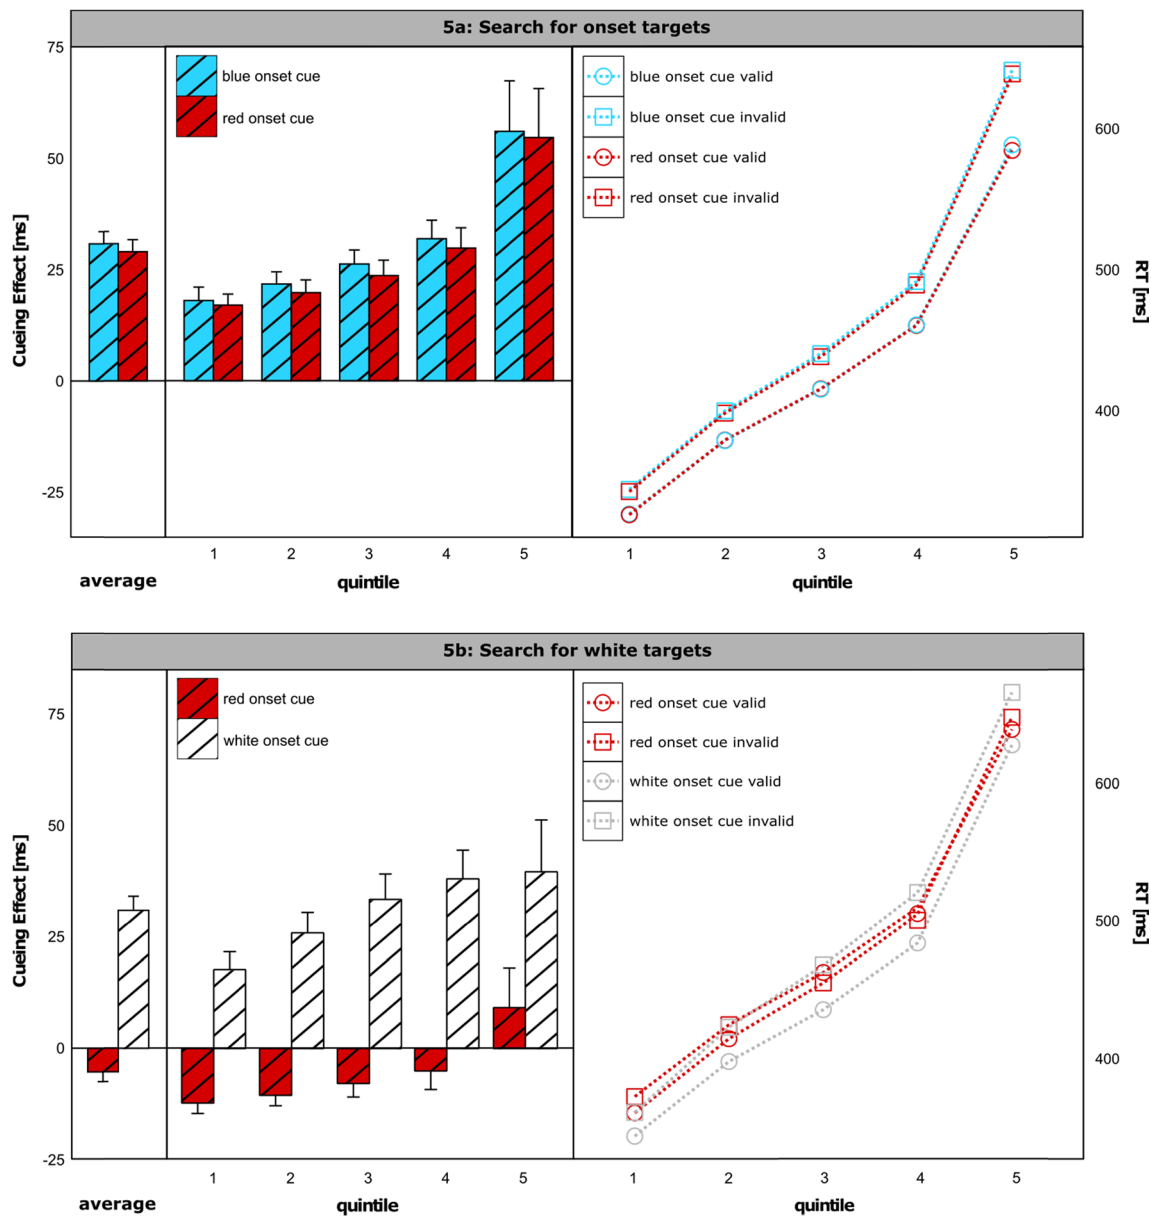 5a: Search for onset targets
75
50
25
0
-25
Cueing Effect [ms]
blue onset cue
red onset cue
blue onset cue valid
blue onset cue invalid
red onset cue valid
red onset cue invalid
600
500
400
RT [ms]
1 2 3 4 5
1 2 3 4 5
average quintile quintile
5b: Search for white targets
75
50
25
0
-25
Cueing Effect [ms]
red onset cue
white onset cue
red onset cue valid
red onset cue invalid
white onset cue valid
white onset cue invalid
600
500
400
RT [ms]
1 2 3 4 5
1 2 3 4 5
average quintile quintile